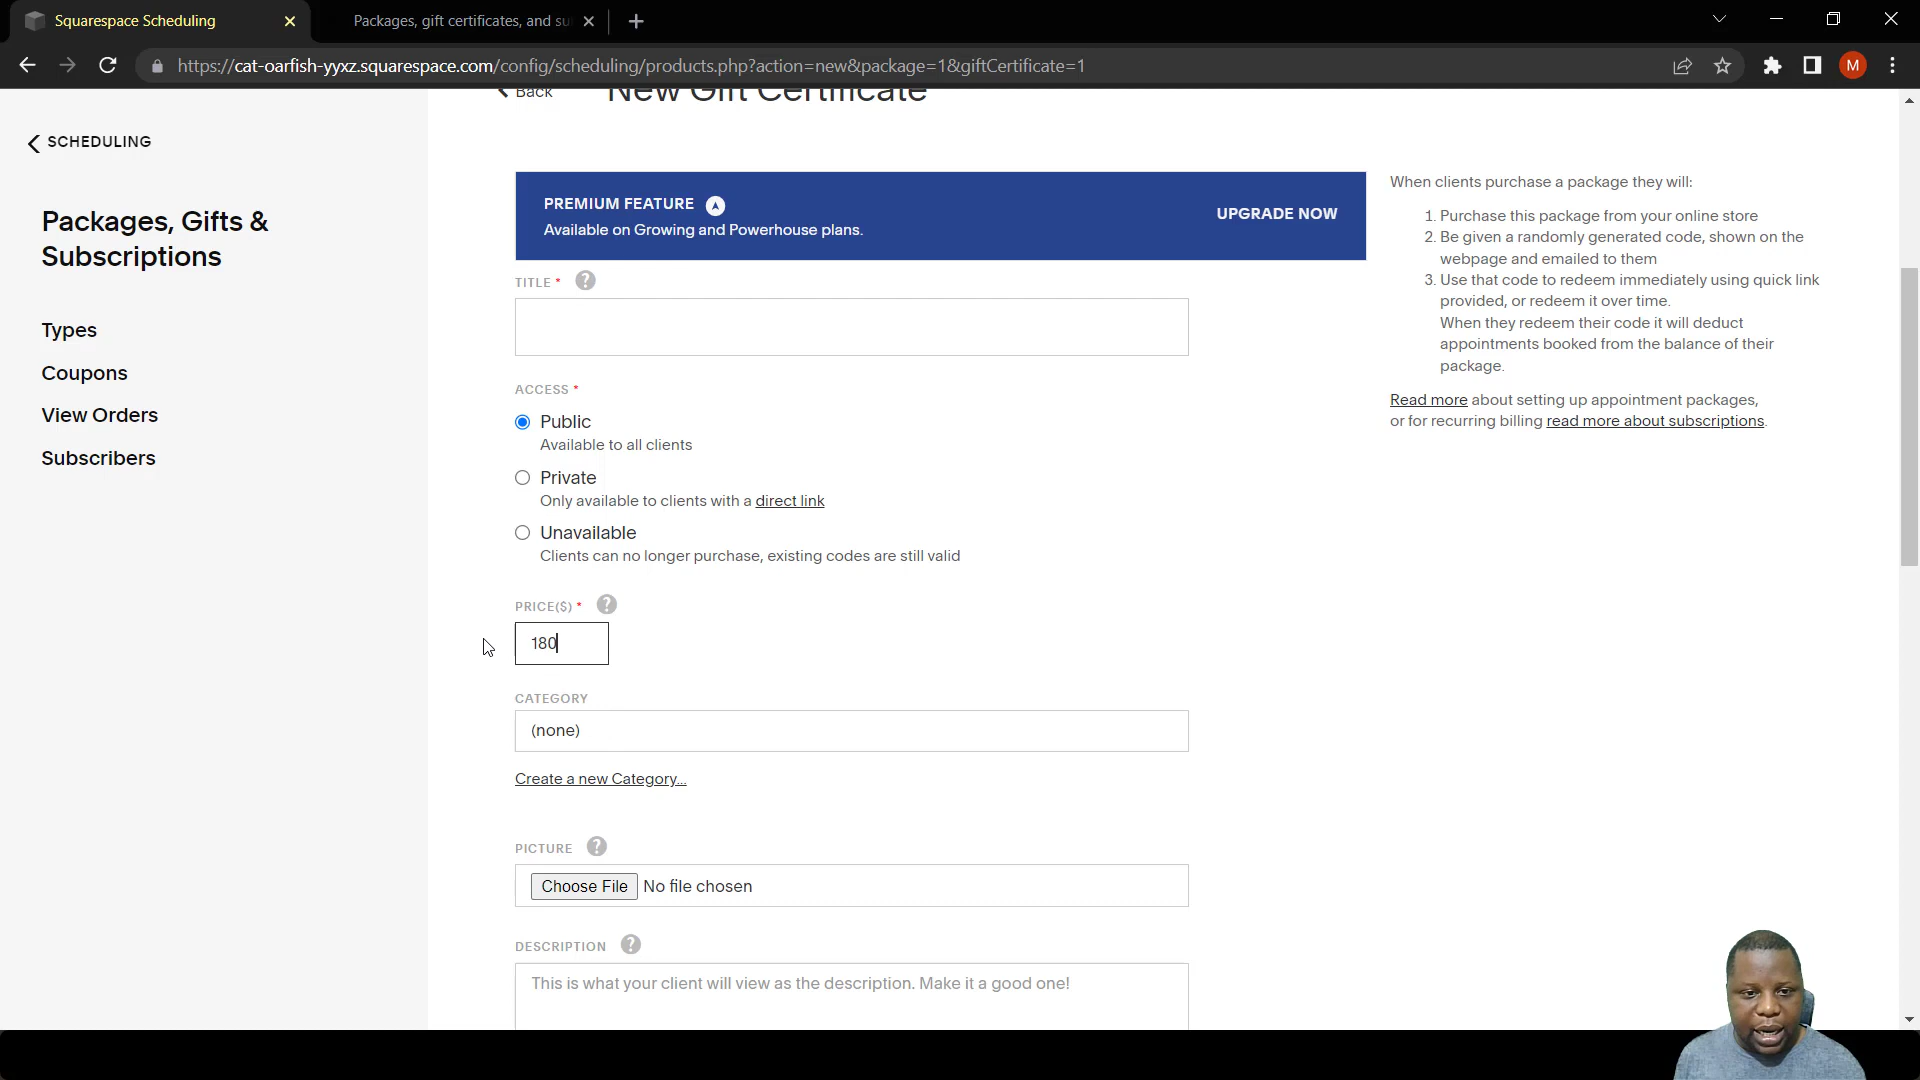 Squarespace Scheduling
Packages, gift certificates, and su
https://cat-oarfish-yyxz.squarespace.com/config/scheduling/products.php?action=new&package=1&giftCertificate=1
M
Back
New Gift Certificate
SCHEDULING
Packages, Gifts &
Subscriptions
Types
Coupons
View Orders
Subscribers
PREMIUM FEATURE
Available on Growing and Powerhouse plans.
UPGRADE NOW
TITLE *
?
ACCESS *
Public
Available to all clients
Private
Only available to clients with a direct link
Unavailable
Clients can no longer purchase, existing codes are still valid
PRICE($) *
?
180
CATEGORY
(none)
Create a new Category...
PICTURE
?
Choose File No file chosen
DESCRIPTION
?
This is what your client will view as the description. Make it a good one!
When clients purchase a package they will:
1. Purchase this package from your online store
2. Be given a randomly generated code, shown on the
webpage and emailed to them
3. Use that code to redeem immediately using quick link
provided, or redeem it over time.
When they redeem their code it will deduct
appointments booked from the balance of their
package.
Read more about setting up appointment packages,
or for recurring billing read more about subscriptions.